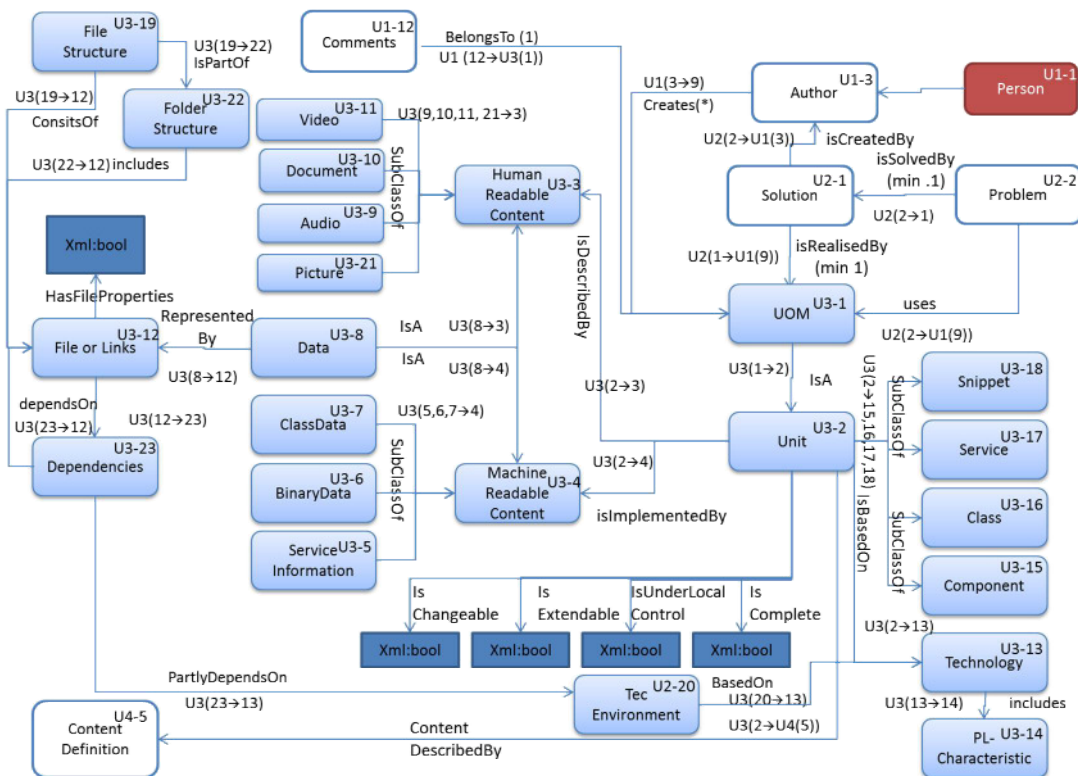 U3-19
File
Structure
U3(19→22)
IsPartOf
U3(19→12)
ConsitsOf
U3-22
Folder
Structure
U3(22→12)
includes
U1-12
Comments
BelongsTo (1)
U1 (12→U3(1))
U3-11
Video
U3(9,10,11, 21→3)
U3-10
Document
SubClassOf
U3-9
Audio
U3-21
Picture
Human
Readable
Content
U3-3
U1(3→9)
Creates(*)
U1-3
Author
U1-1
Person
U2(2→U1(3))
isCreatedBy
isSolvedBy
(min .1)
U2-1
Solution
U2-2
Problem
U2(2→1)
isRealisedBy
U2(1→U1(9))
(min 1)
IsDescribedBy
Xml:bool
HasFileProperties
Represented
By
U3-12
File or Links
U3(8→12)
U3-8
Data
IsA
U3(8→3)
IsA
U3(8→4)
U3-1
UOM
uses
U2(2→U1(9))
U3(1→2)
IsA
U3(2→3)
U3(2→15,16,17,18)
dependsOn
U3(23→12)
U3(12→23)
U3-23
Dependencies
U3-7
ClassData
U3(5,6,7→4)
U3-6
BinaryData
SubClassOf
U3-5
Service
Information
Machine
Readable
Content
U3-4
U3-2
Unit
U3(2→4)
isImplementedBy
IsBasedOn
SubClassOf
SubClassOf
U3-18
Snippet
U3-17
Service
U3-16
Class
U3-15
Component
Is
Changeable
Is
Extendable
IsUnderLocal
Control
Is
Complete
Xml:bool
Xml:bool
Xml:bool
Xml:bool
U3(2→13)
U3-13
Technology
PartlyDependsOn
U3(23→13)
U2-20
Tec
Environment
BasedOn
U3(20→13)
U3(13→14)
includes
U3-14
PL-
Characteristic
U4-5
Content
Definition
Content
DescribedBy
U3(2→U4(5))